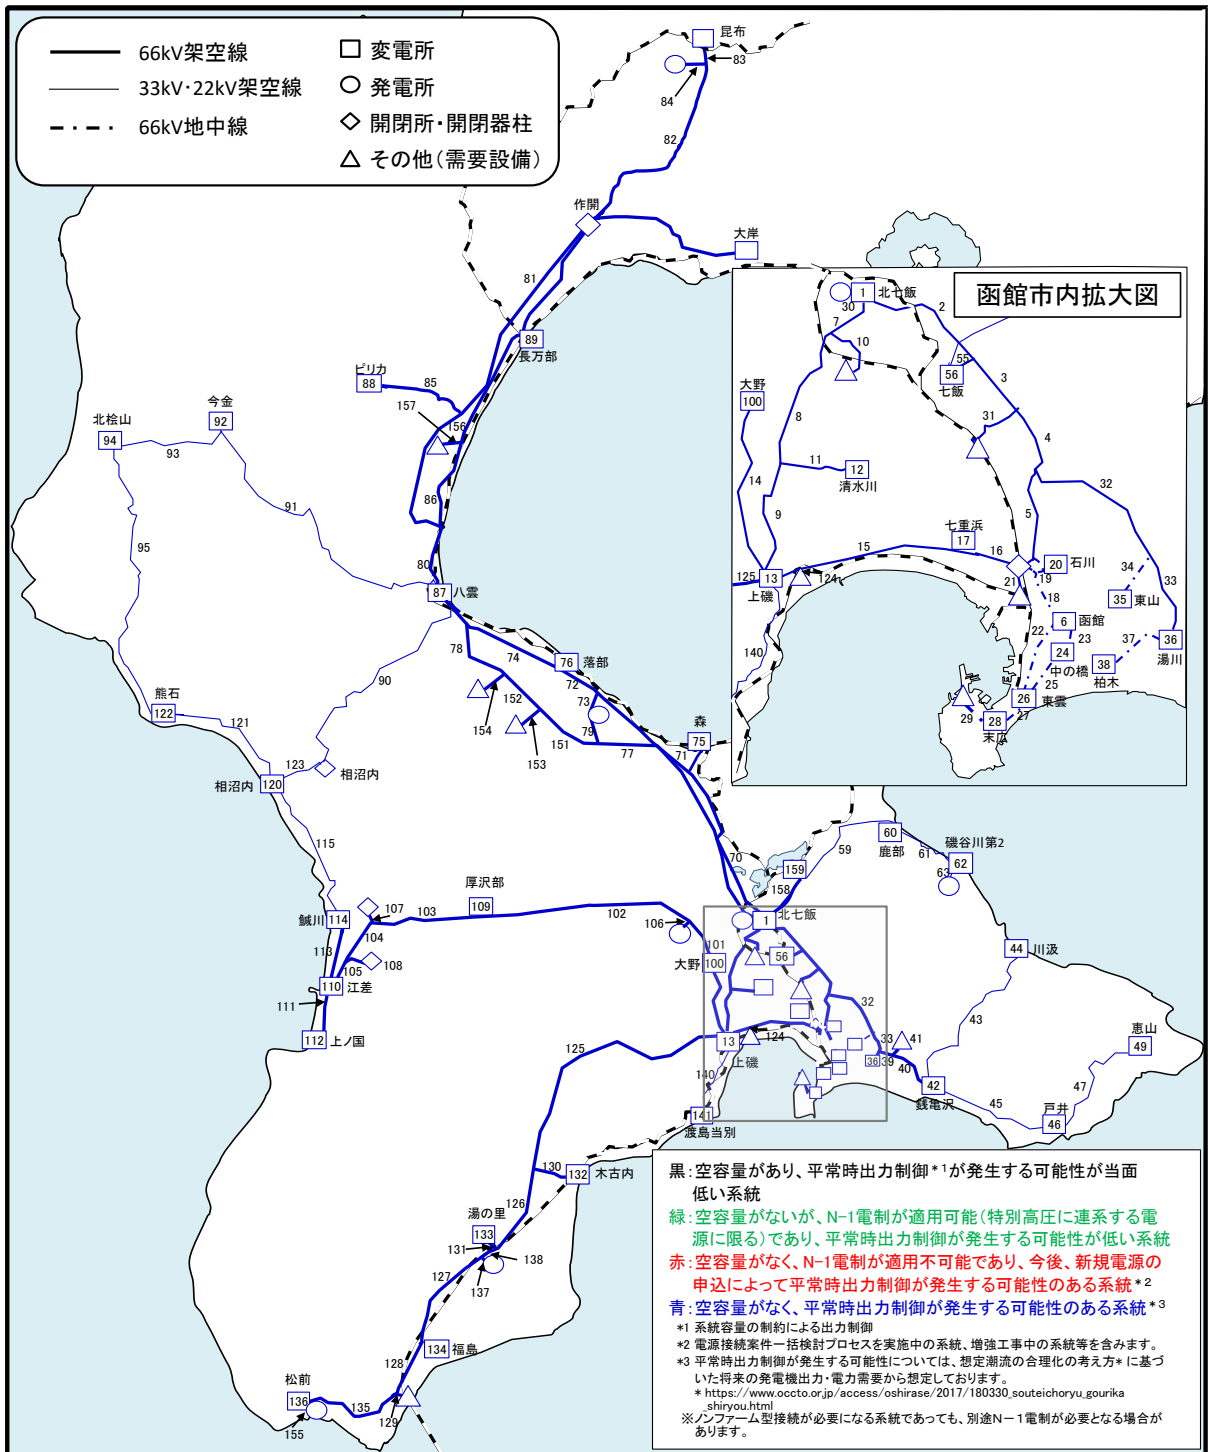 66kV架空線
33kV・22kV架空線
66kV地中線
変電所
発電所
開閉所・開閉器柱
その他(需要設備)
昆布
83
84
82
作開
大岸
81
89
長万部
ピリカ
88
85
157
156
今金
92
北桧山
94
93
91
86
95
80
87
八雲
78
74
76
落部
72
73
90
152
154
79
153
151
77
森
75
71
熊石
122
121
123
相沼内
相沼内
120
115
70
159
158
59
60
鹿部
61
磯谷川第2
62
63
函館市内拡大図
30
1
北七飯
2
7
10
55
56
七飯
3
大野
100
8
31
4
11
12
清水川
32
14
9
5
七重浜
17
15
16
125
13
上磯
124
21
19
20
石川
34
33
18
35
東山
22
6
函館
23
37
36
湯川
24
中の橋
38
柏木
140
25
26
東雲
27
29
28
末広
厚沢部
109
107
103
102
鰔川
114
104
106
113
105
108
110
江差
111
112
上ノ国
北七飯
1
101
大野
100
56
32
13
上磯
124
33
41
36
39
40
42
銭亀沢
44
川汲
43
恵山
49
47
45
戸井
46
125
140
141
渡島当別
130
132
木古内
126
湯の里
133
131
138
127
137
134
福島
128
松前
136
135
129
155
黒:空容量があり、平常時出力制御*1が発生する可能性が当面
低い系統
緑:空容量がないが、N-1電制が適用可能(特別高圧に連系する電
源に限る)であり、平常時出力制御が発生する可能性が低い系統
赤:空容量がなく、N-1電制が適用不可能であり、今後、新規電源の
申込によって平常時出力制御が発生する可能性のある系統*2
青:空容量がなく、平常時出力制御が発生する可能性のある系統*3
*1 系統容量の制約による出力制御
*2 電源接続案件一括検討プロセスを実施中の系統、増強工事中の系統等を含みます。
*3 平常時出力制御が発生する可能性については、想定潮流の合理化の考え方* に基づ
いた将来の発電機出力・電力需要から想定しております。
* https://www.occto.or.jp/access/oshirase/2017/180330_souteichoryu_gourika
_shiryou.html
※ノンファーム型接続が必要になる系統であっても、別途N-1電制が必要となる場合が
あります。